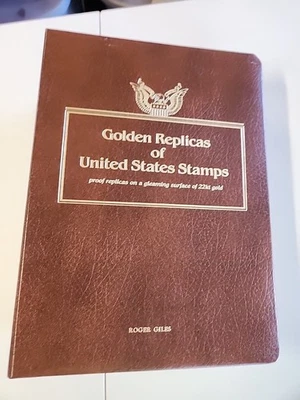 Golden Replicas
of
United States Stamps
proof replicas on a gleaming surface of 22kt gold
ROGER GILES